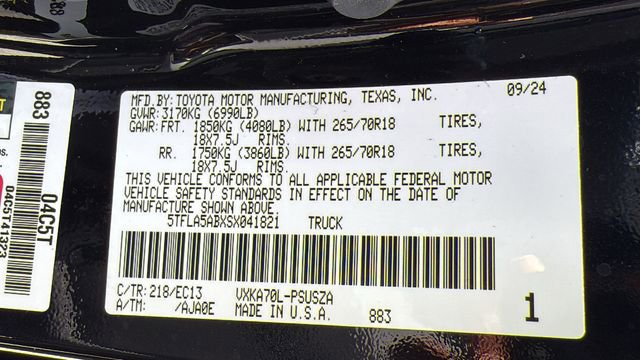 MFD.BY: TOYOTA MOTOR MANUFACTURING, TEXAS, INC. 09/24
GVWR: 3170KG (6990LB)
GAWR: FRT. 1850KG (4080LB) WITH 265/70R18 TIRES,
18X7.5J RIMS.
RR. 1750KG (3860LB) WITH 265/70R18 TIRES,
18X7.5J RIMS.
THIS VEHICLE CONFORMS TO ALL APPLICABLE FEDERAL MOTOR
VEHICLE SAFETY STANDARDS IN EFFECT ON THE DATE OF
MANUFACTURE SHOWN ABOVE.
5TFLA5ABXSX041821 TRUCK
C/TR: 218/EC13 VXKA70L-PSUSZA
A/TM: /AJA0E MADE IN U.S.A. 883
1
883
04C5T
04C5T41323